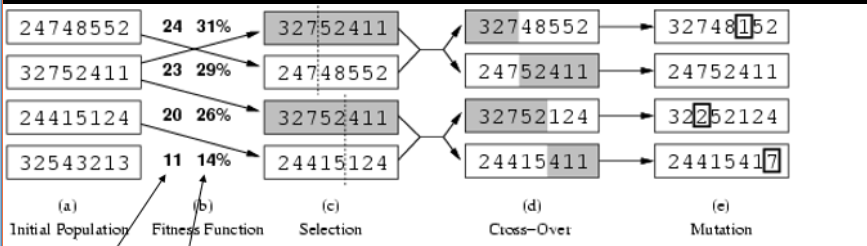 24748552 24 31% 32752411 32748552 32748152
32752411 23 29% 24748552 24752411 24752411
24415124 20 26% 32752411 32752124 32252124
32543213 11 14% 24415124 24415411 24415417
(a) (b) (c) (d) (e)
Initial Population Fitness Function Selection Cross-Over Mutation